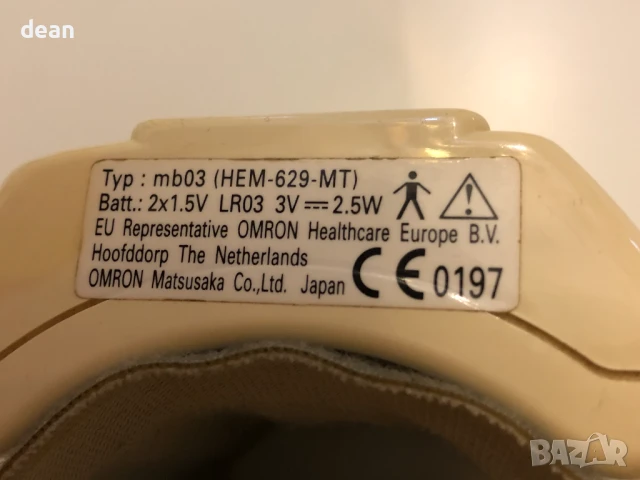 dean
Typ : mb03 (HEM-629-MT)
Batt.: 2x1.5V LR03 3V ⎓ 2.5W
EU Representative OMRON Healthcare Europe B.V.
Hoofddorp The Netherlands
OMRON Matsusaka Co.,Ltd. Japan CE 0197
BAZAR